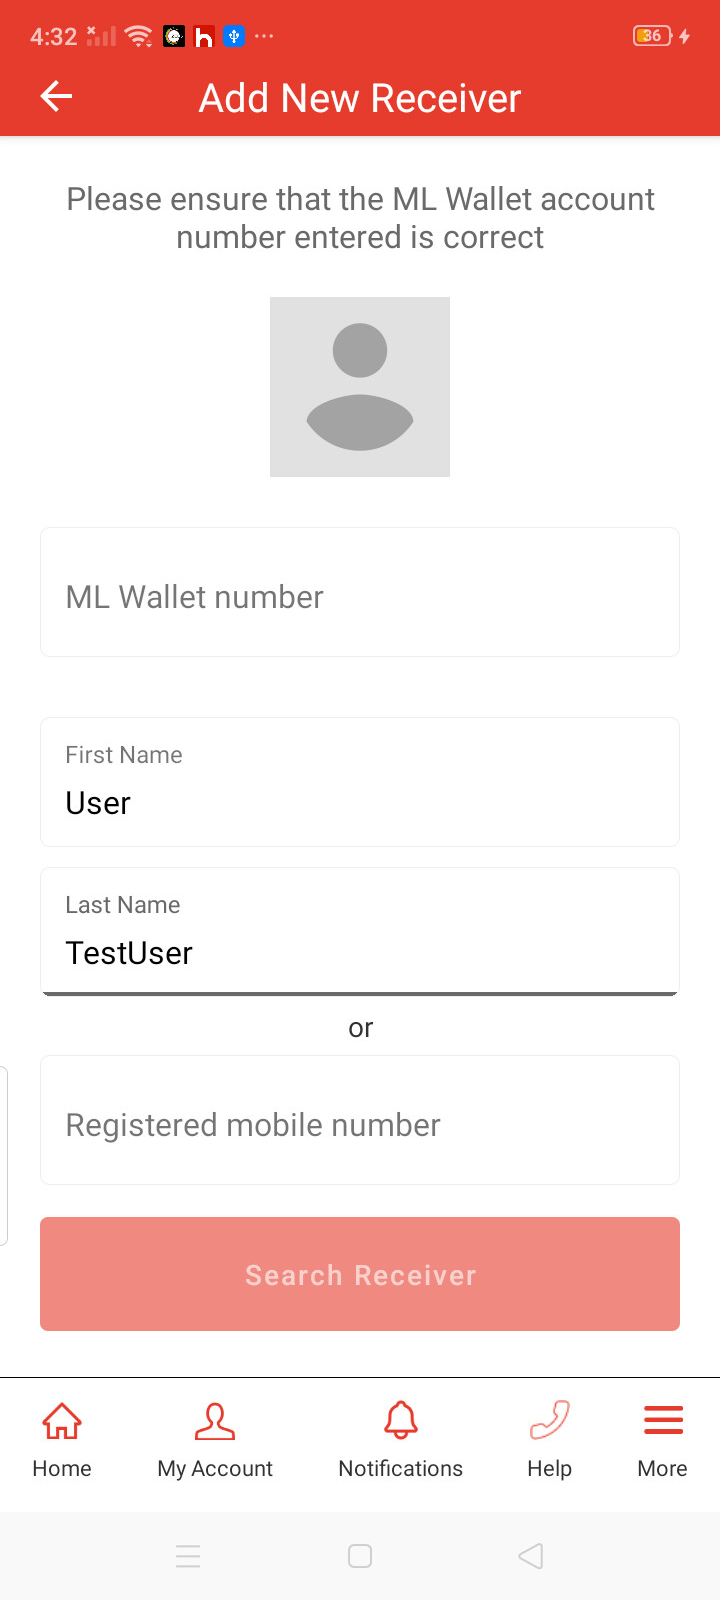 4:32
36
Add New Receiver
Please ensure that the ML Wallet account
number entered is correct
ML Wallet number
First Name
User
Last Name
TestUser
or
Registered mobile number
Search Receiver
Home
My Account
Notifications
Help
More